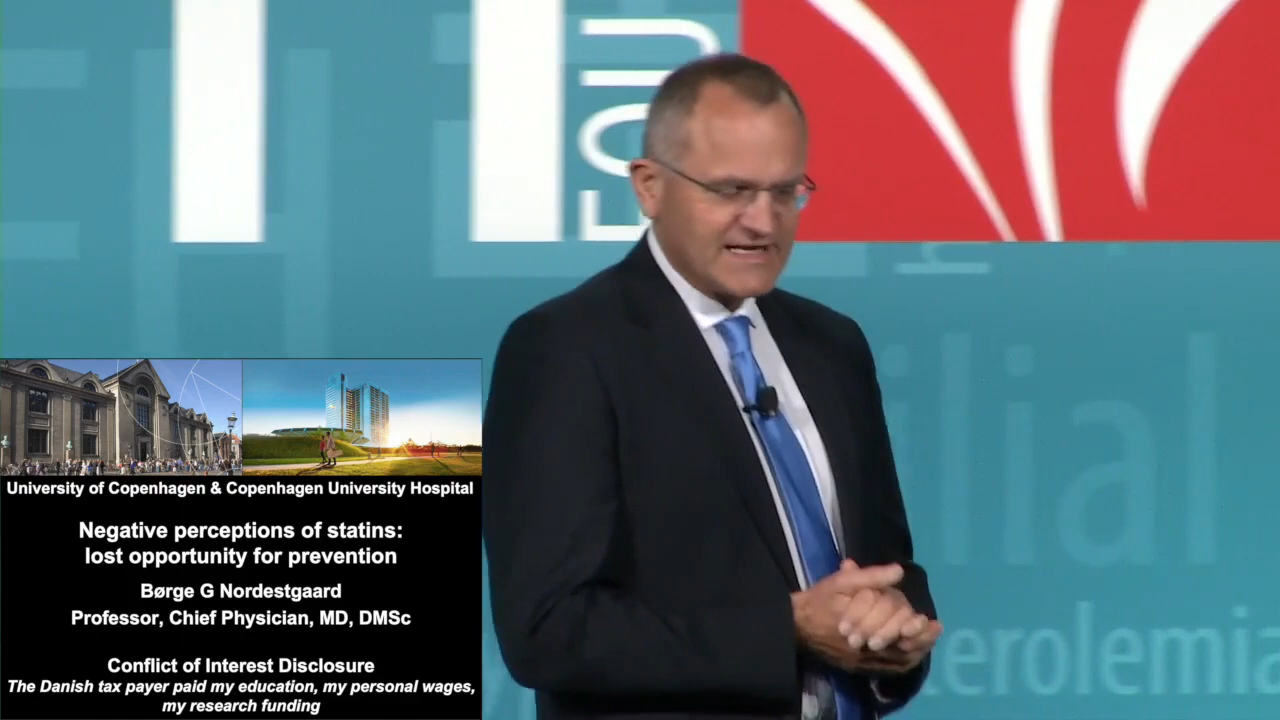 ilial
erolemia
University of Copenhagen & Copenhagen University Hospital
Negative perceptions of statins:
lost opportunity for prevention
Børge G Nordestgaard
Professor, Chief Physician, MD, DMSc
Conflict of Interest Disclosure
The Danish tax payer paid my education, my personal wages,
my research funding